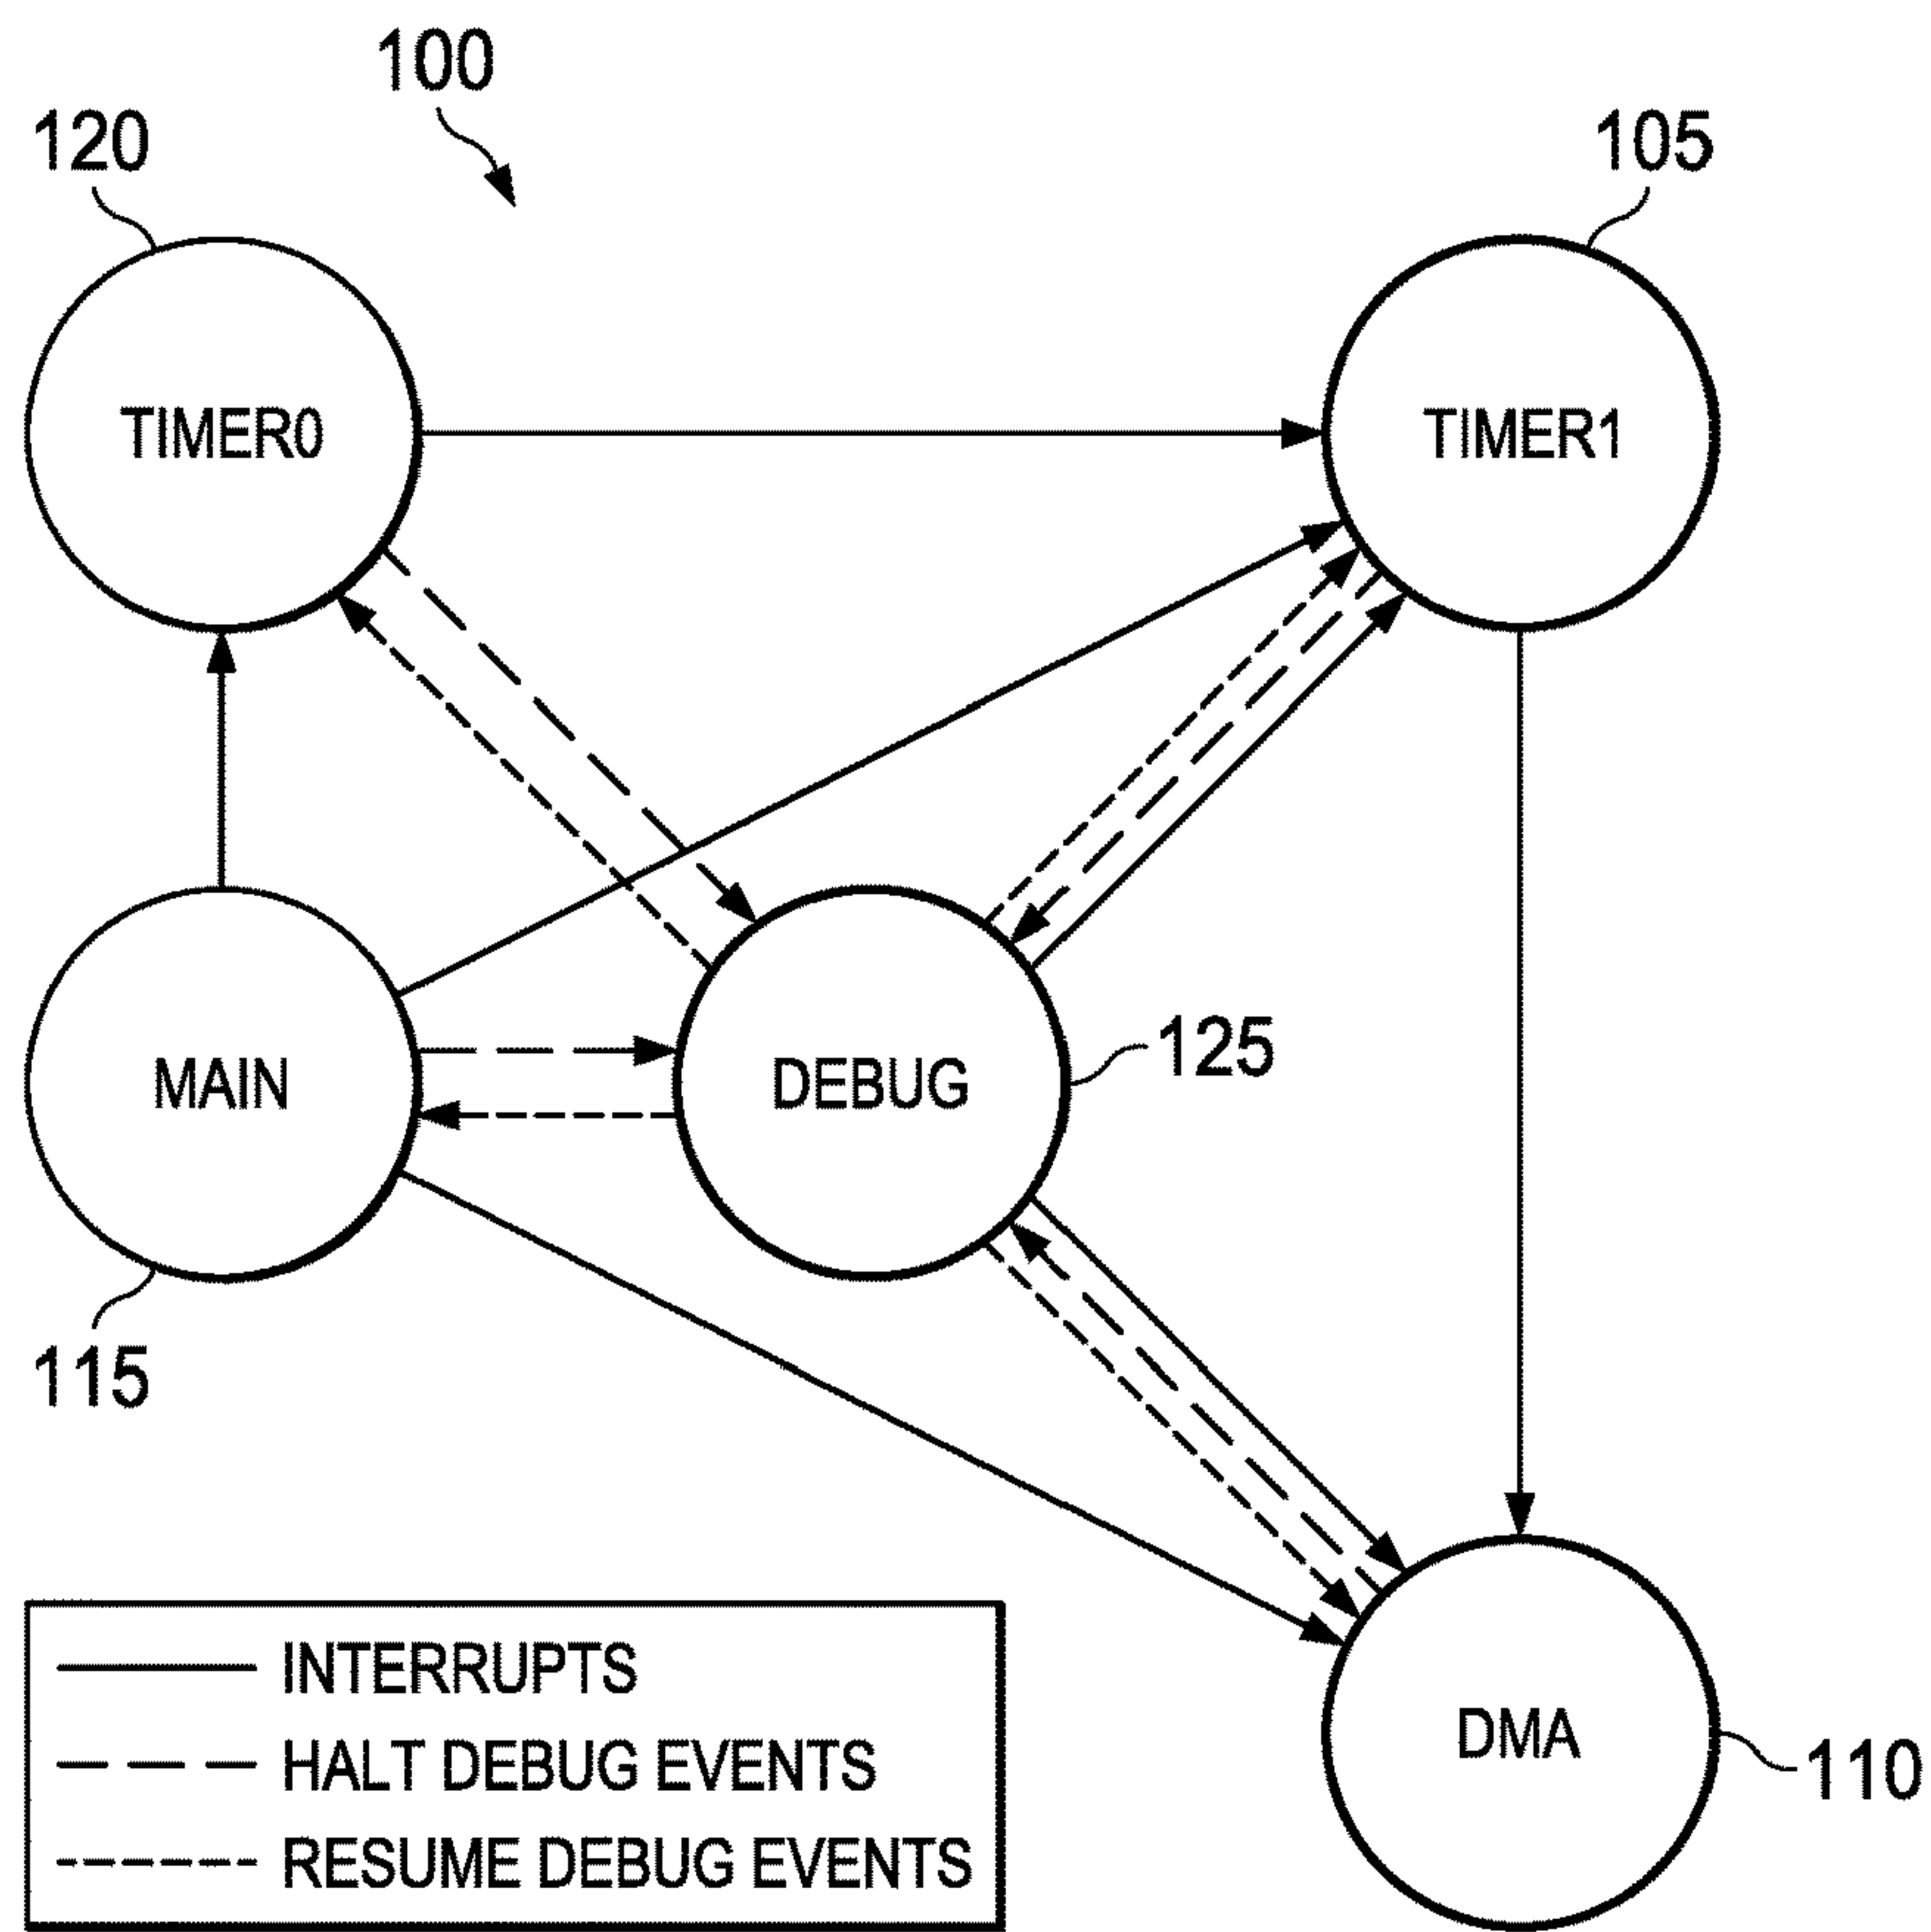 100
120
105
TIMER0
TIMER1
MAIN
DEBUG
125
115
DMA
110
INTERRUPTS
HALT DEBUG EVENTS
RESUME DEBUG EVENTS